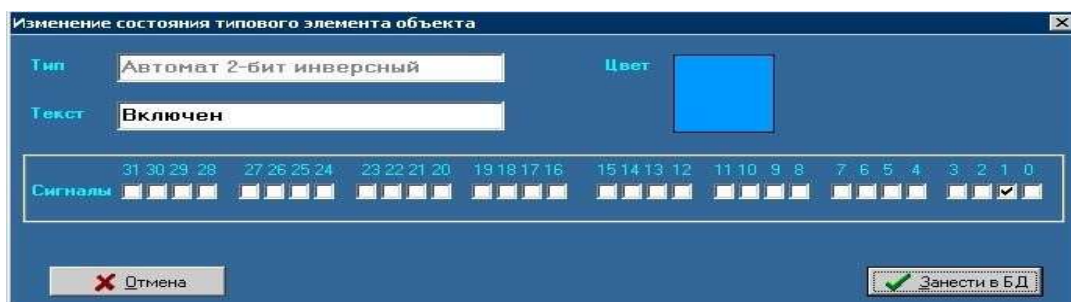 Изменение состояния типового элемента объекта
Тип Автомат 2-бит инверсный Цвет
Текст Включен
31 30 29 28 27 26 25 24 23 22 21 20 19 18 17 16 15 14 13 12 11 10 9 8 7 6 5 4 3 2 1 0
Сигналы
Отмена Занести в БД